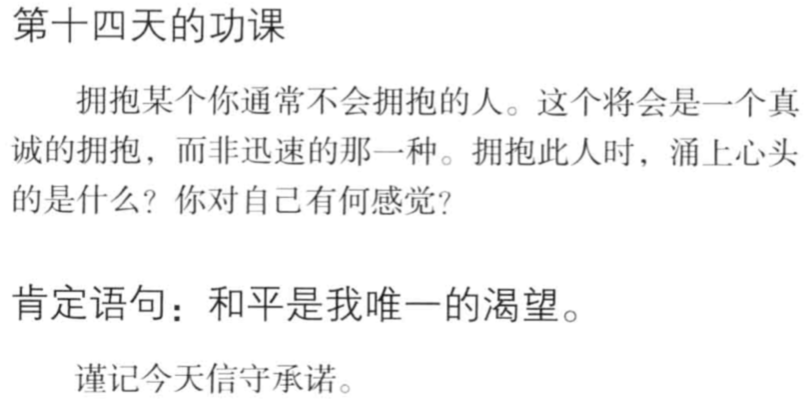 第十四天的功课
拥抱某个你通常不会拥抱的人。这个将会是一个真
诚的拥抱，而非迅速的那一种。拥抱此人时，涌上心头
的是什么？你对自己有何感觉？
肯定语句：和平是我唯一的渴望。
谨记今天信守承诺。